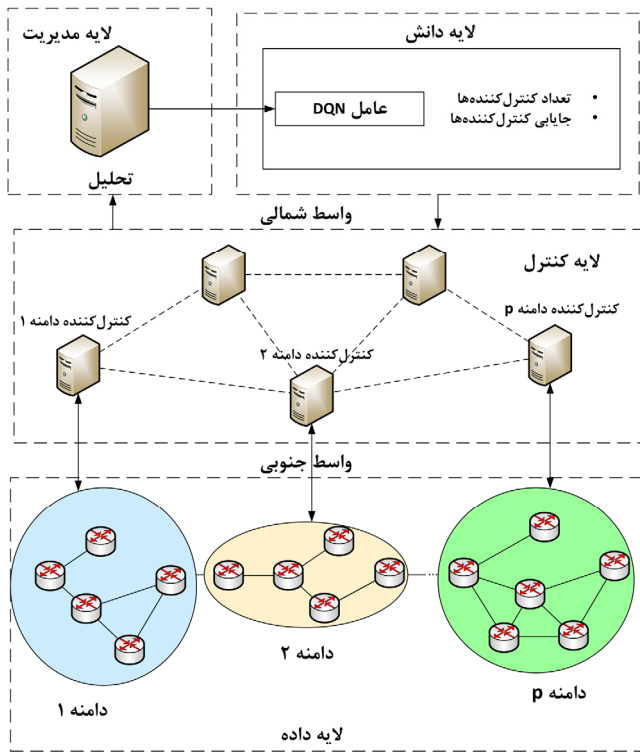 لایه دانش
لایه مدیریت
عامل DQN
تعداد کنترل‌کننده‌ها
جایابی کنترل‌کننده‌ها
تحلیل
واسط شمالی
لایه کنترل
کنترل‌کننده دامنه p
کنترل‌کننده دامنه ۱
کنترل‌کننده دامنه ۲
واسط جنوبی
دامنه p
دامنه ۲
دامنه ۱
لایه داده